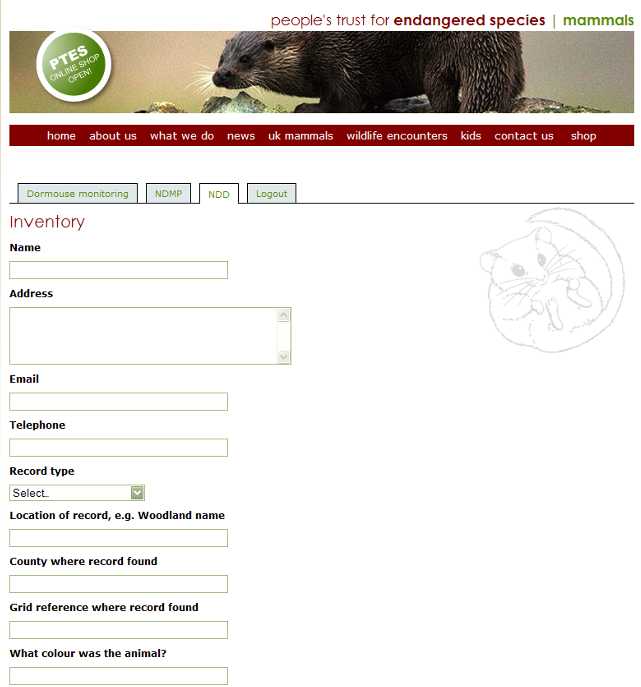 people's trust for endangered species | mammals
PTES
ONLINE SHOP
OPEN!
home about us what we do news uk mammals wildlife encounters kids contact us shop
Dormouse monitoring NDMP NDD Logout
Inventory
Name
Address
Email
Telephone
Record type
Select..
Location of record, e.g. Woodland name
County where record found
Grid reference where record found
What colour was the animal?